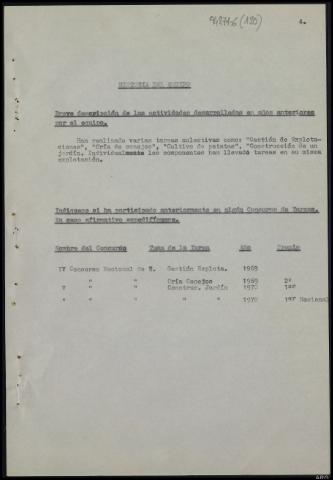 4.
HISTORIA DEL EQUIPO
Breve descripción de las actividades desarrolladas en años anteriores
por el equipo.
Han realizado varias tareas colectivas como: "Gestión de Explota-
ciones", "Cría de conejos", "Cultivo de patatas", "Construcción de un
jardín. Individualmente las componentes han llevado tareas en su misma
explotación.
Indíquese si ha participado anteriormente en algún Concurso de Tareas.
En caso afirmativo especifíquese.
Nombre del Concurso Tema de la Tarea Año Premio
IV Concurso Nacional de T. Gestión Explota. 1969
" " Cría Conejos 1969 2º
V " " Construc. Jardín 1970 1er
" " " " 1970 1er Nacional